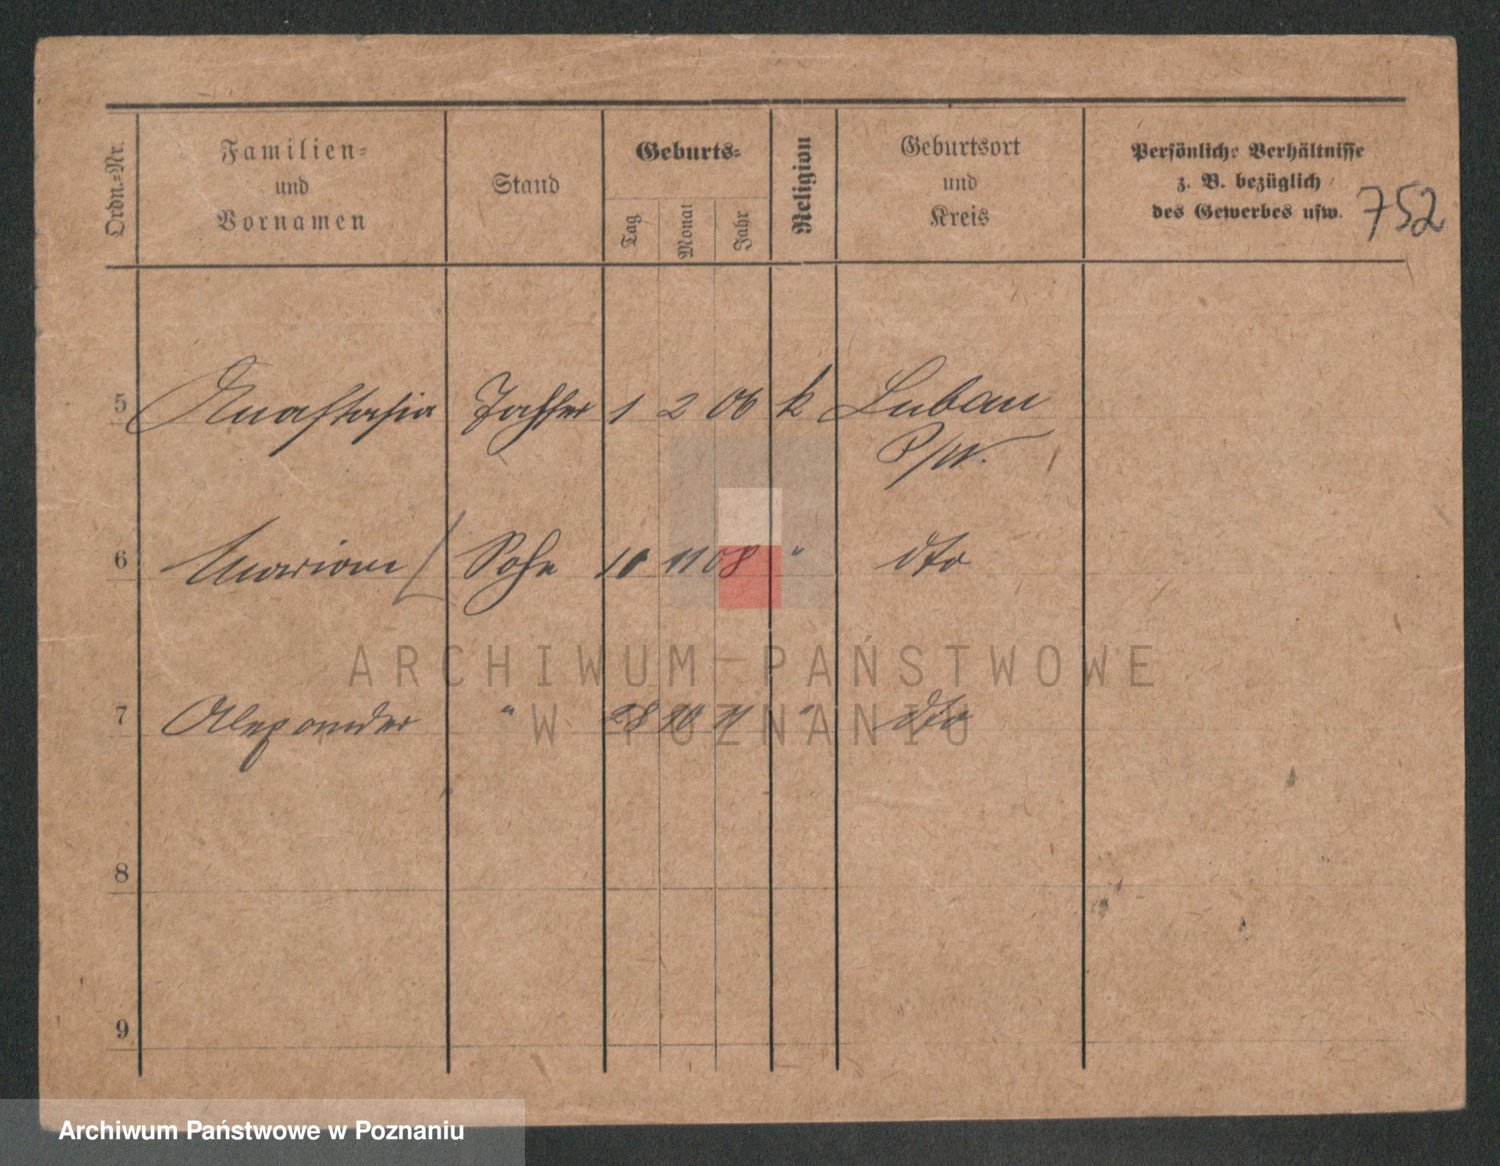 Ordn.-Nr.
Familien-
und
Vornamen
Stand
Geburts-
Tag
Monat
Jahr
Religion
Geburtsort
und
Kreis
Persönliche Verhältnisse
z. B. bezüglich
des Gewerbes usw.
752
5 Anastasia Tochter 1 2 06 k Luban
P/W.
6 Marian Sohn 11 08 " dto
7 Alexander " 28 10 11 " dto
8
9
ARCHIWUM PAŃSTWOWE
W POZNANIU
Archiwum Państwowe w Poznaniu